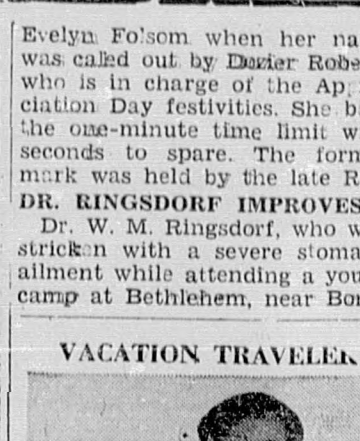 Evelyn Folsom when her na
was called out by Dozier Robe
who is in charge of the Ap
ciation Day festivities. She b
the one-minute time limit w
seconds to spare. The form
mark was held by the late R
DR. RINGSDORF IMPROVES
Dr. W. M. Ringsdorf, who w
stricken with a severe stoma
ailment while attending a you
camp at Bethlehem, near Bon
VACATION TRAVELER